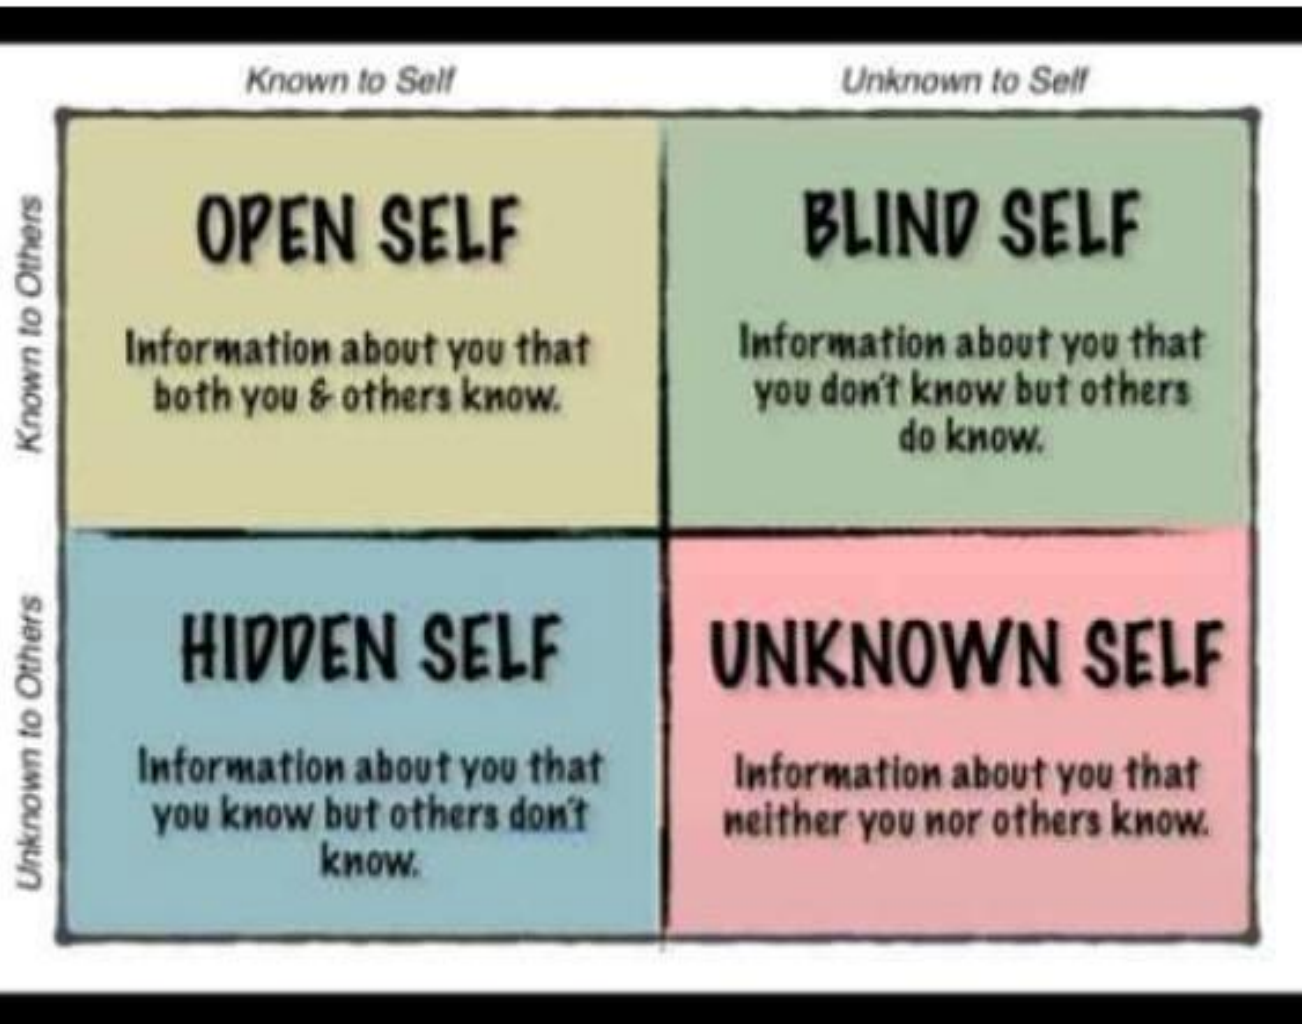 Known to Self
Unknown to Self
Known to Others
OPEN SELF
Information about you that
both you & others know.
BLIND SELF
Information about you that
you don't know but others
do know.
Unknown to Others
HIDDEN SELF
Information about you that
you know but others don't
know.
UNKNOWN SELF
Information about you that
neither you nor others know.